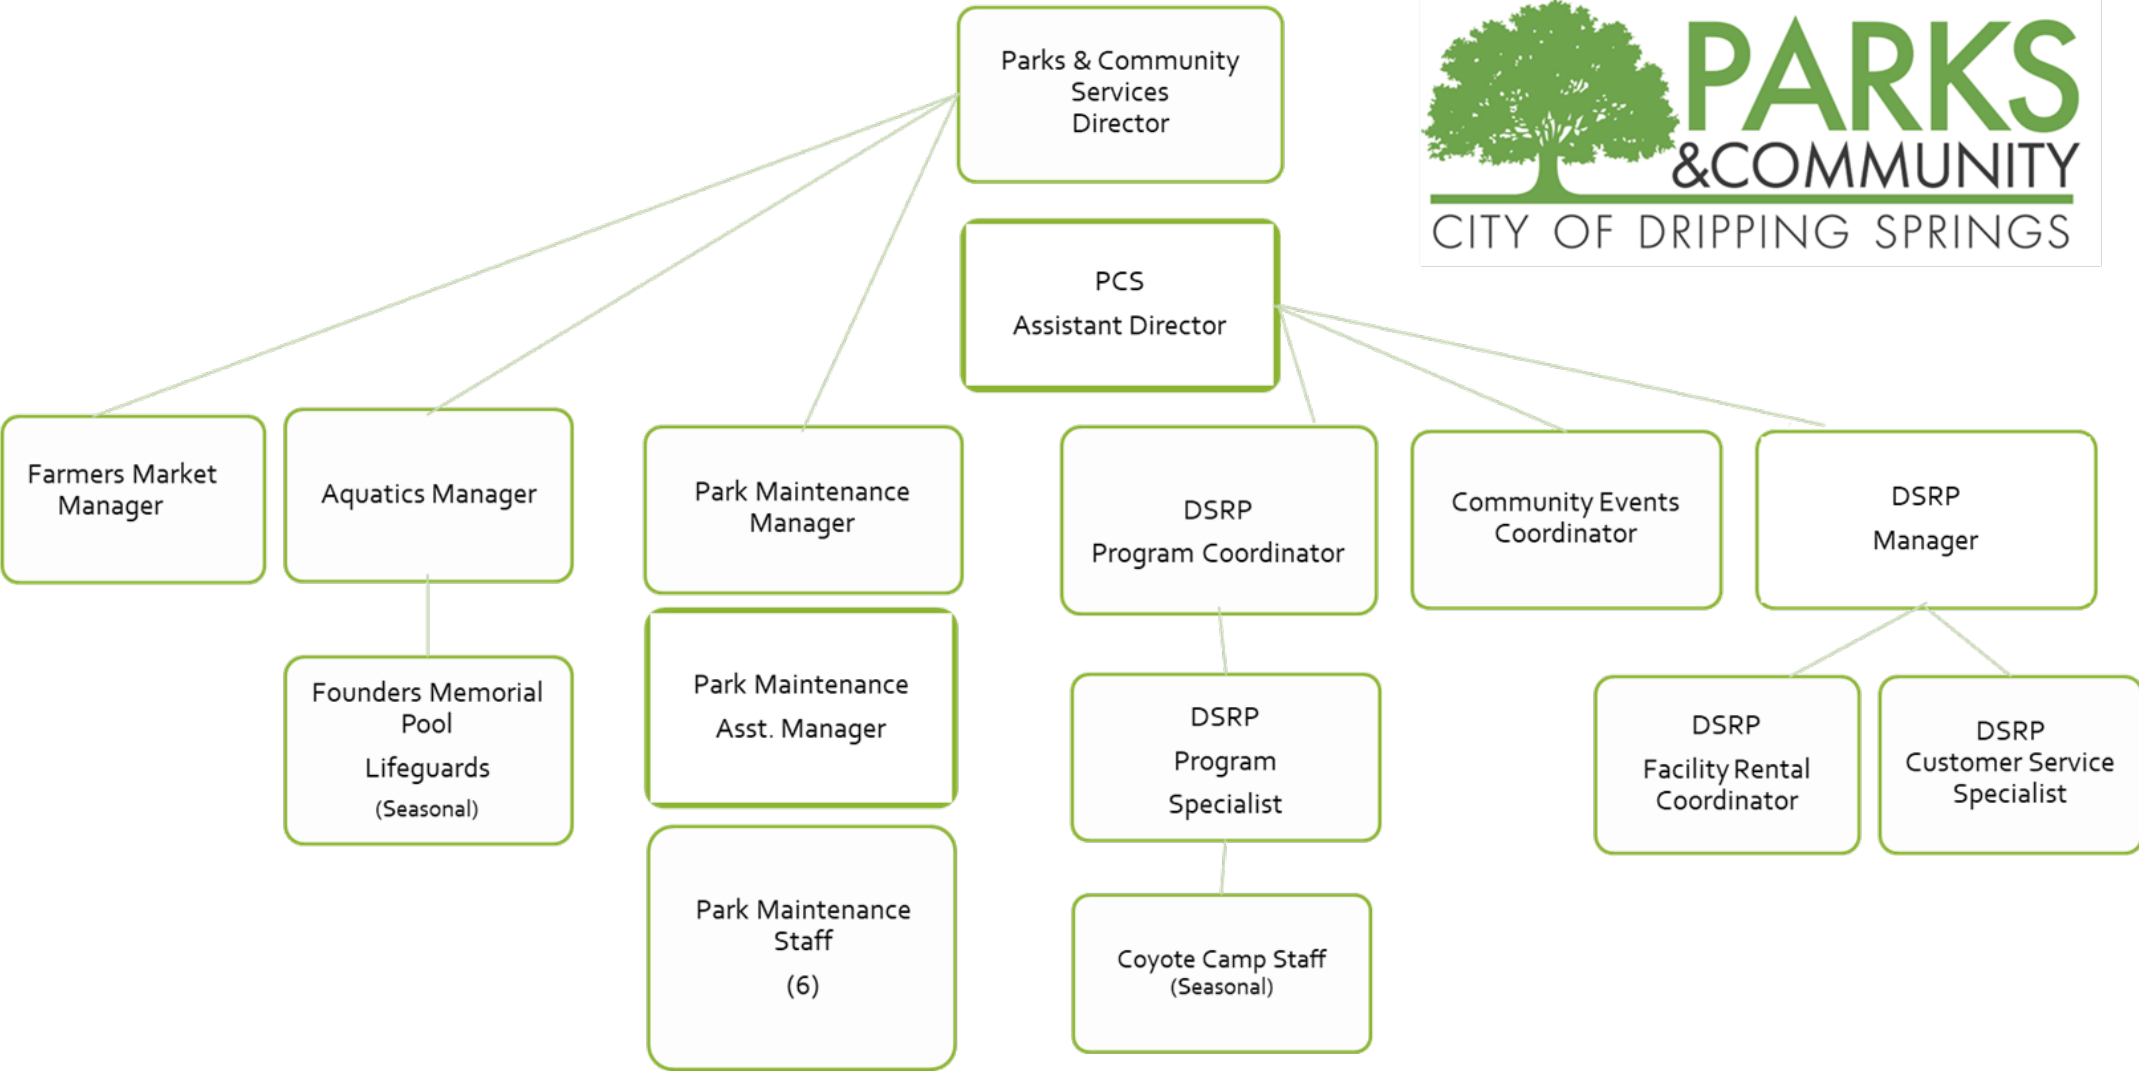 Parks & Community
Services
Director
PARKS
&COMMUNITY
CITY OF DRIPPING SPRINGS
PCS
Assistant Director
Farmers Market
Manager
Aquatics Manager
Park Maintenance
Manager
DSRP
Program Coordinator
Community Events
Coordinator
DSRP
Manager
Founders Memorial
Pool
Lifeguards
(Seasonal)
Park Maintenance
Asst. Manager
DSRP
Program
Specialist
DSRP
Facility Rental
Coordinator
DSRP
Customer Service
Specialist
Park Maintenance
Staff
(6)
Coyote Camp Staff
(Seasonal)